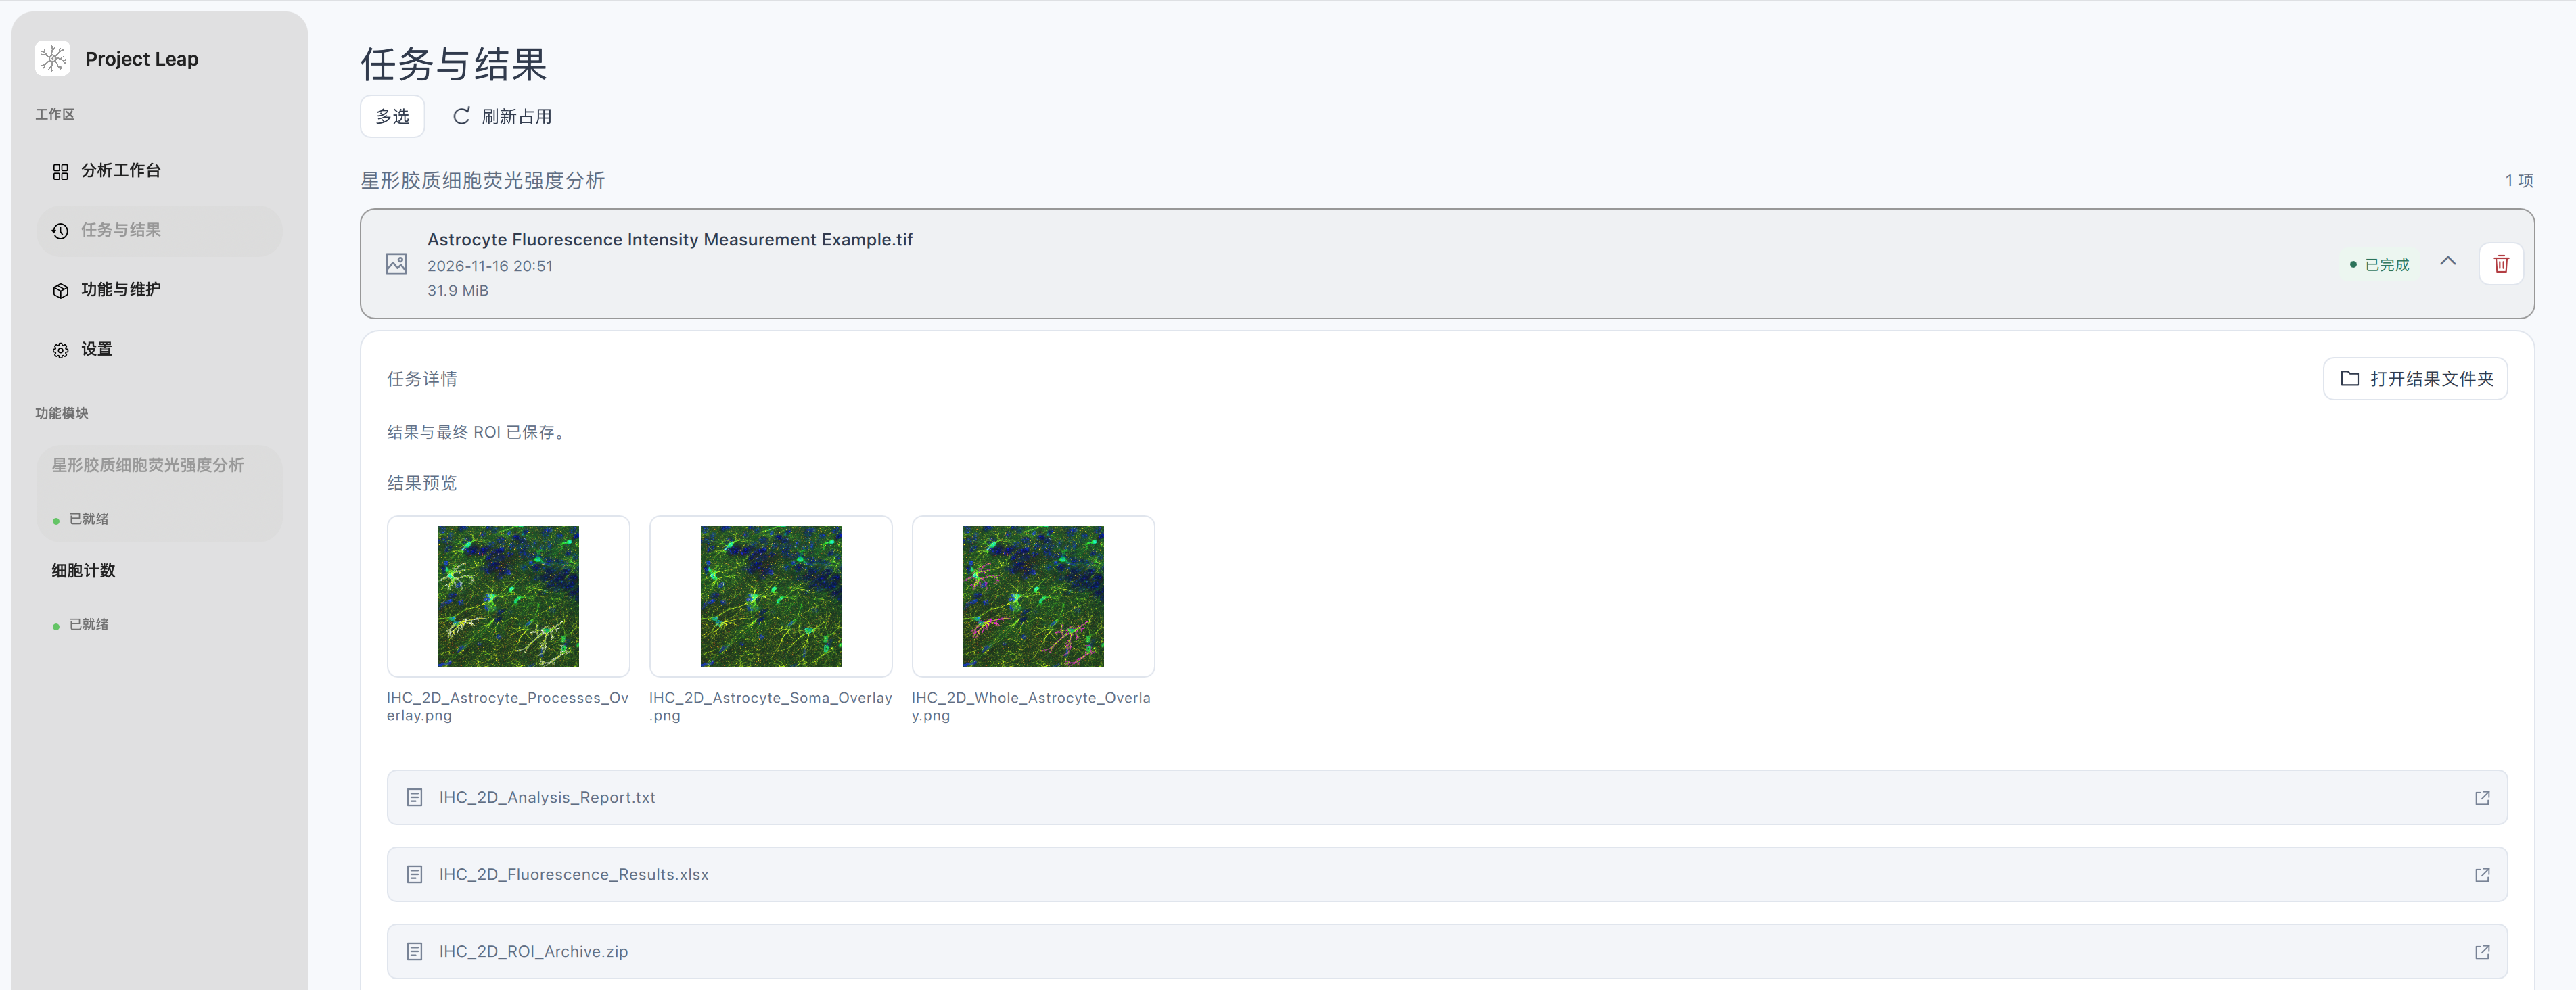 Project Leap
工作区
分析工作台
任务与结果
功能与维护
设置
功能模块
星形胶质细胞荧光强度分析
已就绪
细胞计数
已就绪
任务与结果
多选
刷新占用
星形胶质细胞荧光强度分析
1 项
Astrocyte Fluorescence Intensity Measurement Example.tif
2026-11-16 20:51
31.9 MiB
已完成
任务详情
打开结果文件夹
结果与最终 ROI 已保存。
结果预览
IHC_2D_Astrocyte_Processes_Ov
erlay.png
IHC_2D_Astrocyte_Soma_Overlay
.png
IHC_2D_Whole_Astrocyte_Overla
y.png
IHC_2D_Analysis_Report.txt
IHC_2D_Fluorescence_Results.xlsx
IHC_2D_ROI_Archive.zip